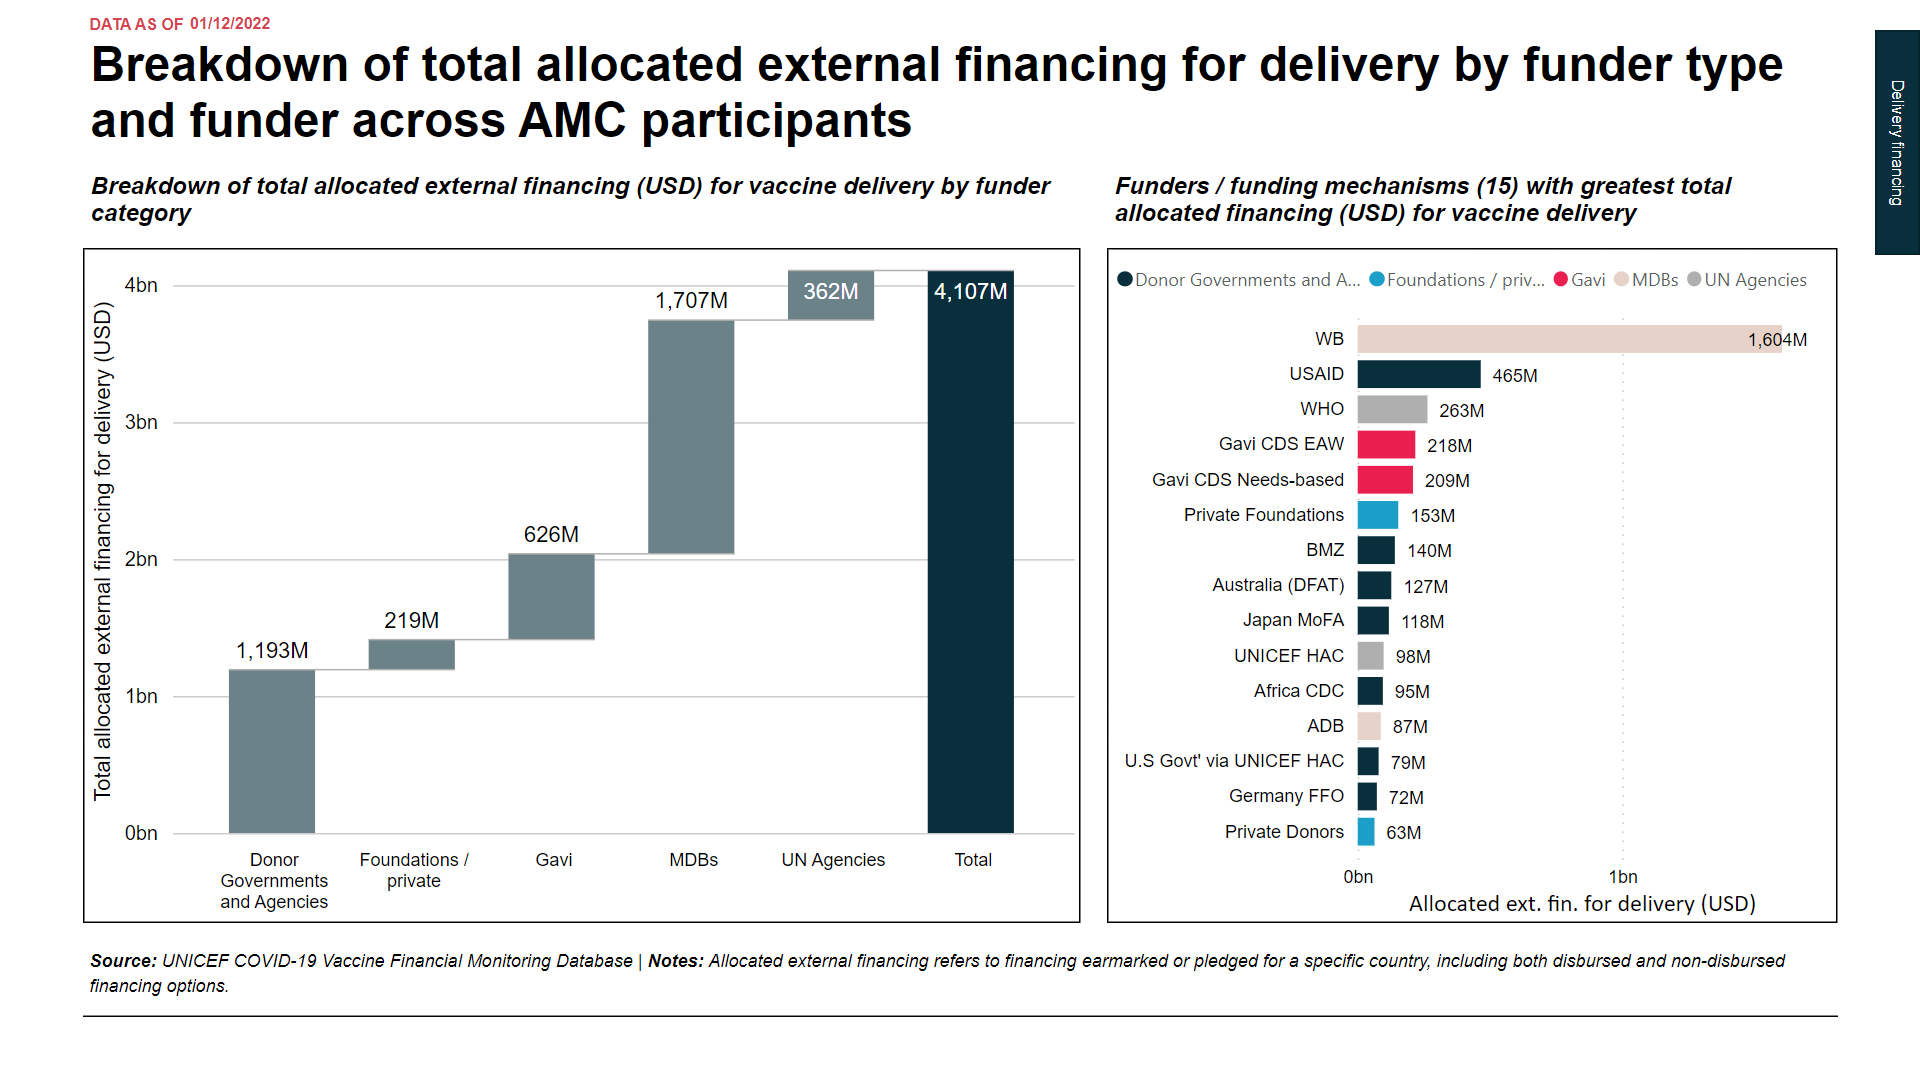 DATA AS OF 01/12/2022
Breakdown of total allocated external financing for delivery by funder type
and funder across AMC participants
Delivery financing
Breakdown of total allocated external financing (USD) for vaccine delivery by funder
category
Total allocated external financing for delivery (USD)
4bn
3bn
2bn
1bn
0bn
1,193M
219M
626M
1,707M
362M
4,107M
Donor
Governments
and Agencies
Foundations /
private
Gavi
MDBs
UN Agencies
Total
Funders / funding mechanisms (15) with greatest total
allocated financing (USD) for vaccine delivery
Donor Governments and A... Foundations / priv... Gavi MDBs UN Agencies
WB 1,604M
USAID 465M
WHO 263M
Gavi CDS EAW 218M
Gavi CDS Needs-based 209M
Private Foundations 153M
BMZ 140M
Australia (DFAT) 127M
Japan MoFA 118M
UNICEF HAC 98M
Africa CDC 95M
ADB 87M
U.S Govt' via UNICEF HAC 79M
Germany FFO 72M
Private Donors 63M
0bn 1bn
Allocated ext. fin. for delivery (USD)
Source: UNICEF COVID-19 Vaccine Financial Monitoring Database | Notes: Allocated external financing refers to financing earmarked or pledged for a specific country, including both disbursed and non-disbursed
financing options.